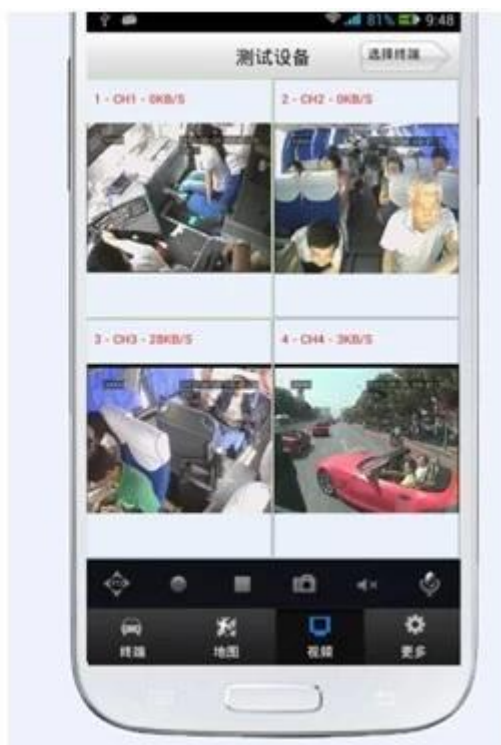 81% 9:48
测试设备
选择终端
1 - CH1 - 0KB/S
2 - CH2 - 0KB/S
3 - CH3 - 28KB/S
4 - CH4 - 3KB/S
终端
地图
视频
更多